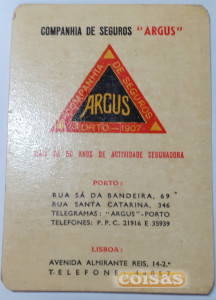 COMPANHIA DE SEGUROS "ARGUS"
COMPANHIA DE SEGUROS
ARGUS
PORTO-1907
MAIS DE 50 ANOS DE ACTIVIDADE SEGURADORA
PORTO:
RUA SÁ DA BANDEIRA, 69
RUA SANTA CATARINA, 346
TELEGRAMAS: "ARGUS"-PORTO
TELEFONES: P. P. C. 21916 E 35939
LISBOA:
AVENIDA ALMIRANTE REIS, 14-2.º
TELEFONE
coisas